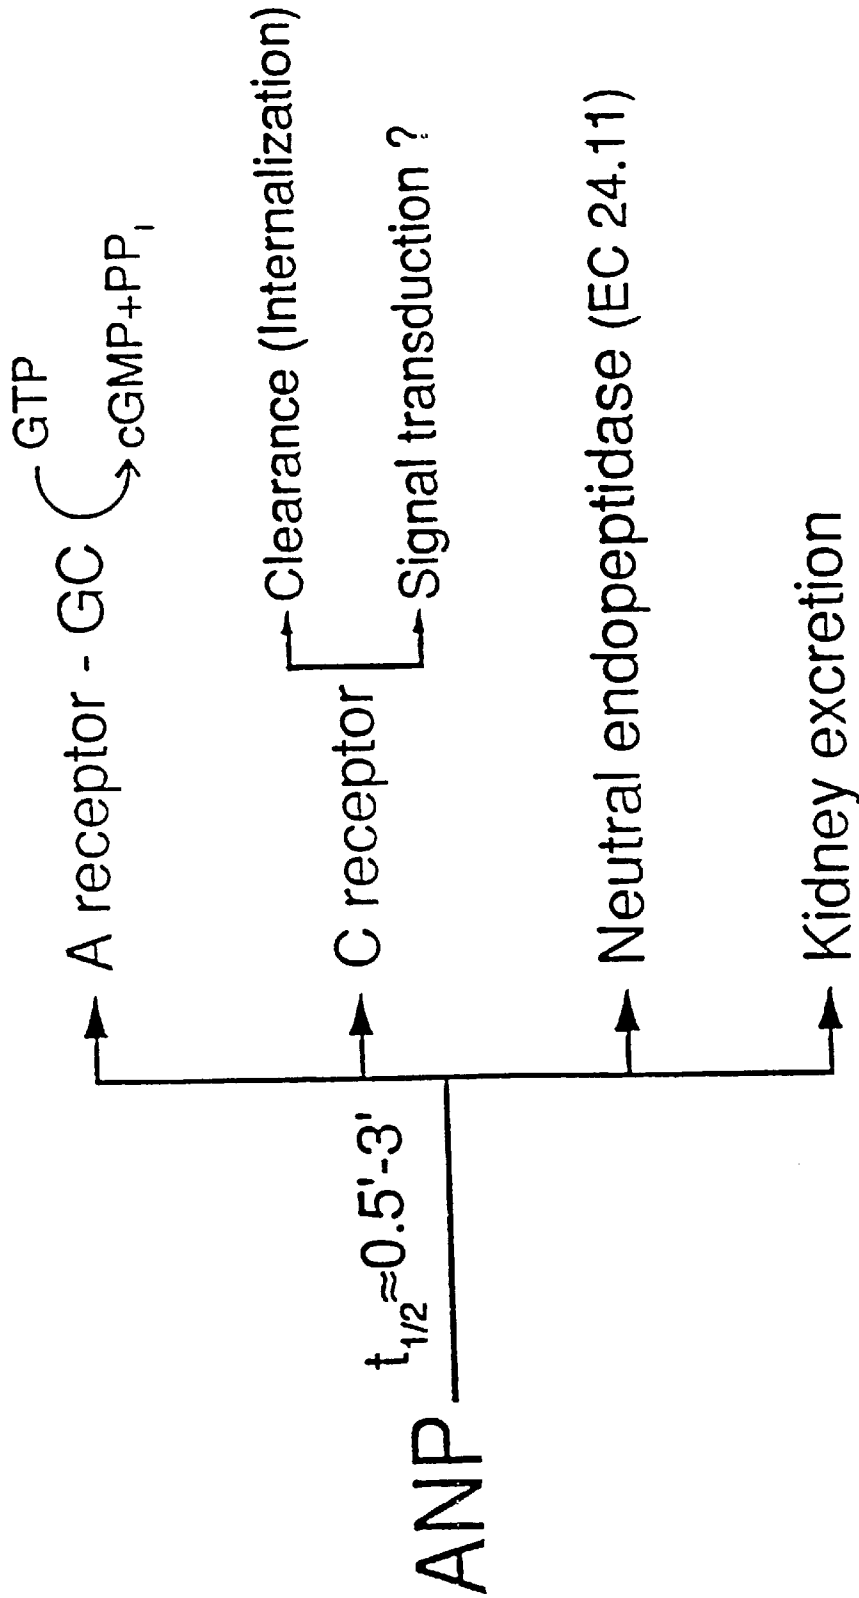 GTP
A receptor - GC
cGMP+PPI
Clearance (Internalization)
C receptor
Signal transduction ?
t1/2≈0.5'-3'
ANP
Neutral endopeptidase (EC 24.11)
Kidney excretion